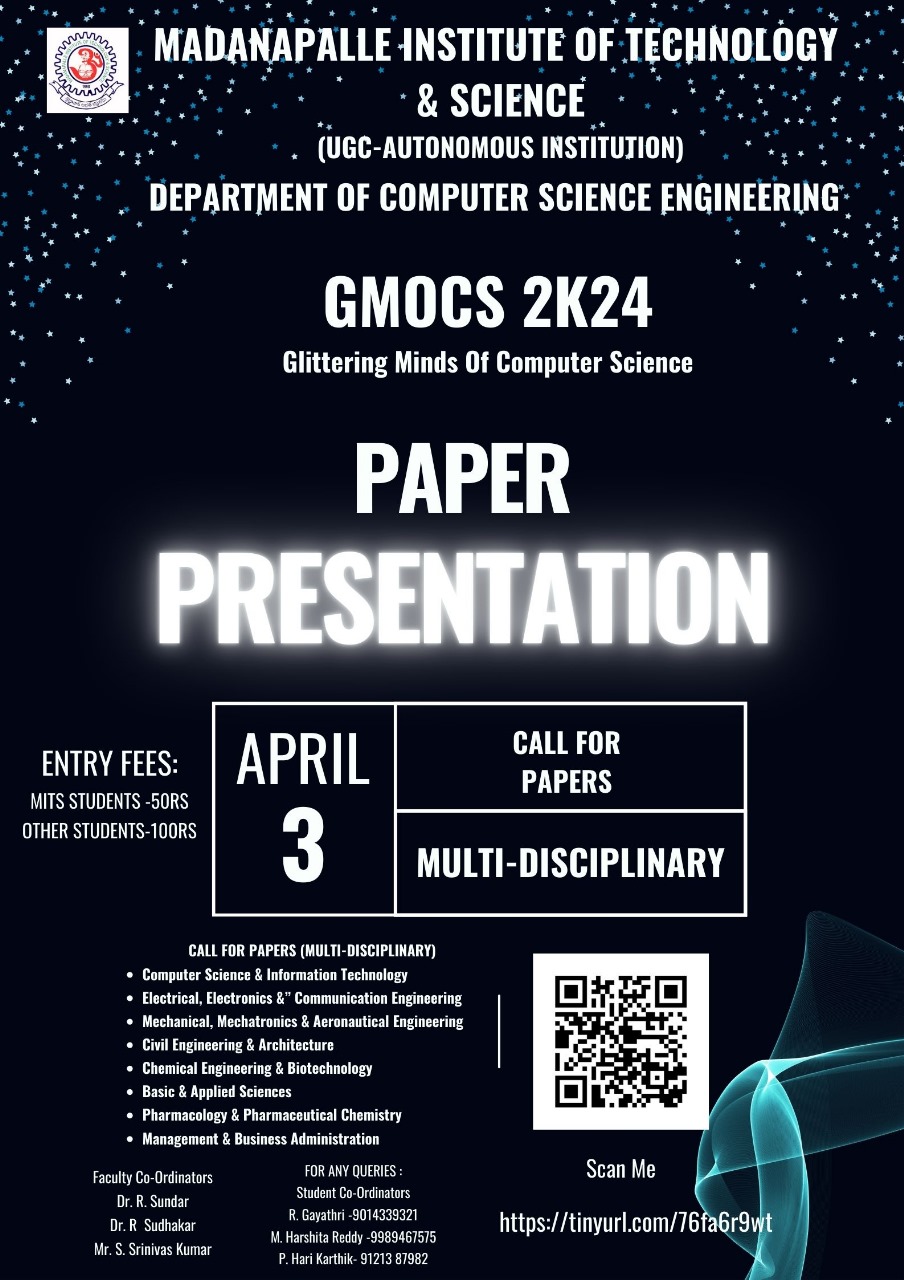 MADANAPALLE INSTITUTE OF TECHNOLOGY
& SCIENCE
(UGC-AUTONOMOUS INSTITUTION)
DEPARTMENT OF COMPUTER SCIENCE ENGINEERING
GMOCS 2K24
Glittering Minds Of Computer Science
PAPER
PRESENTATION
ENTRY FEES:
MITS STUDENTS -50RS
OTHER STUDENTS-100RS
APRIL
3
CALL FOR
PAPERS
MULTI-DISCIPLINARY
CALL FOR PAPERS (MULTI-DISCIPLINARY)
• Computer Science & Information Technology
• Electrical, Electronics &” Communication Engineering
• Mechanical, Mechatronics & Aeronautical Engineering
• Civil Engineering & Architecture
• Chemical Engineering & Biotechnology
• Basic & Applied Sciences
• Pharmacology & Pharmaceutical Chemistry
• Management & Business Administration
Faculty Co-Ordinators
Dr. R. Sundar
Dr. R Sudhakar
Mr. S. Srinivas Kumar
FOR ANY QUERIES :
Student Co-Ordinators
R. Gayathri -9014339321
M. Harshita Reddy -9989467575
P. Hari Karthik- 91213 87982
Scan Me
https://tinyurl.com/76fa6r9wt